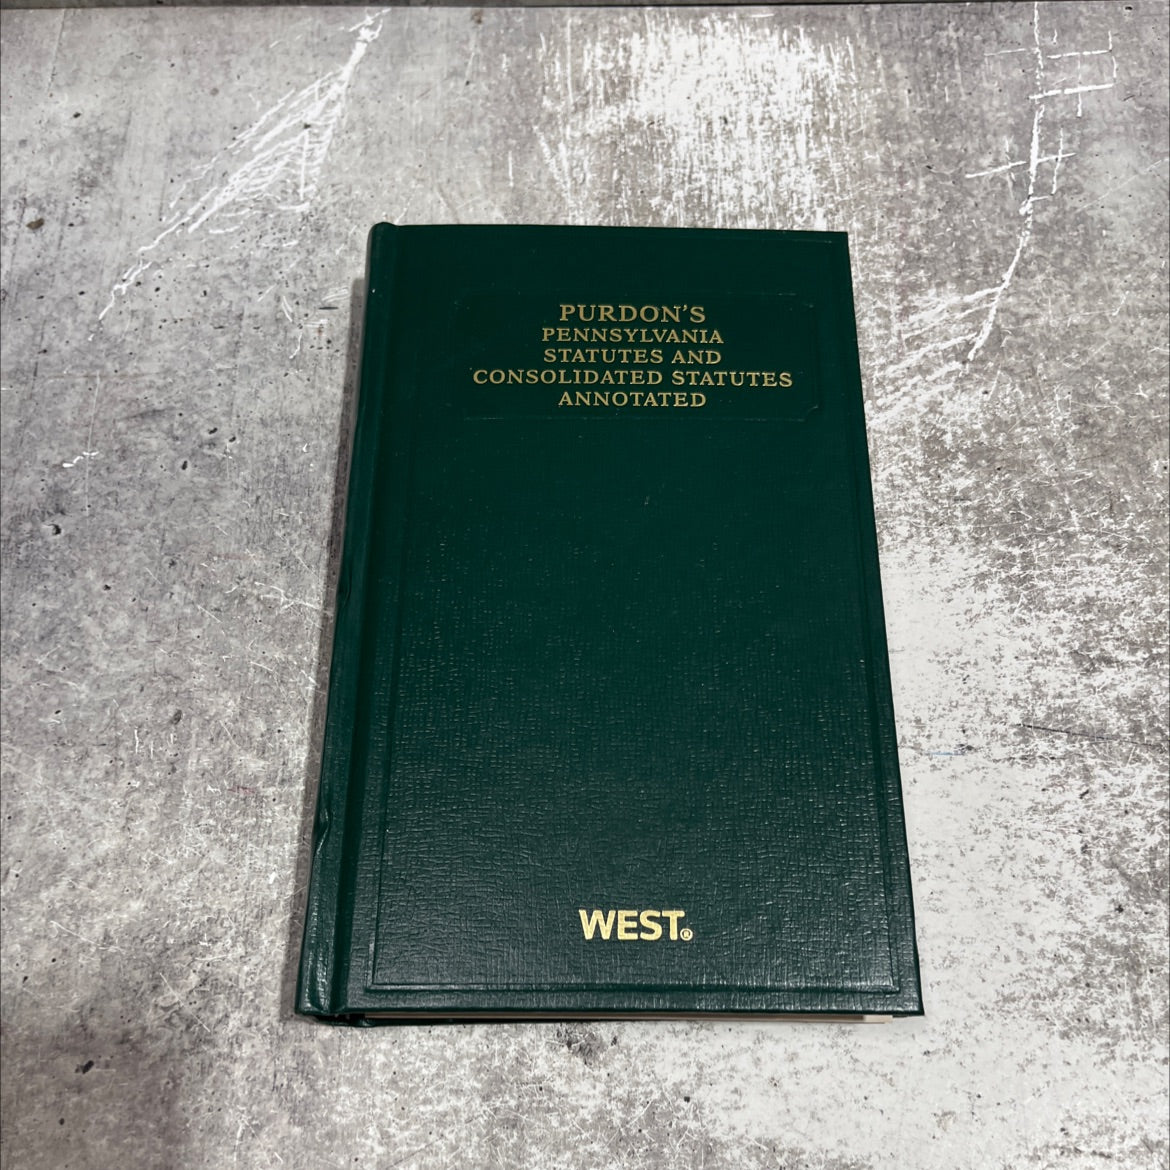 PURDON'S
PENNSYLVANIA
STATUTES AND
CONSOLIDATED STATUTES
ANNOTATED
WEST®